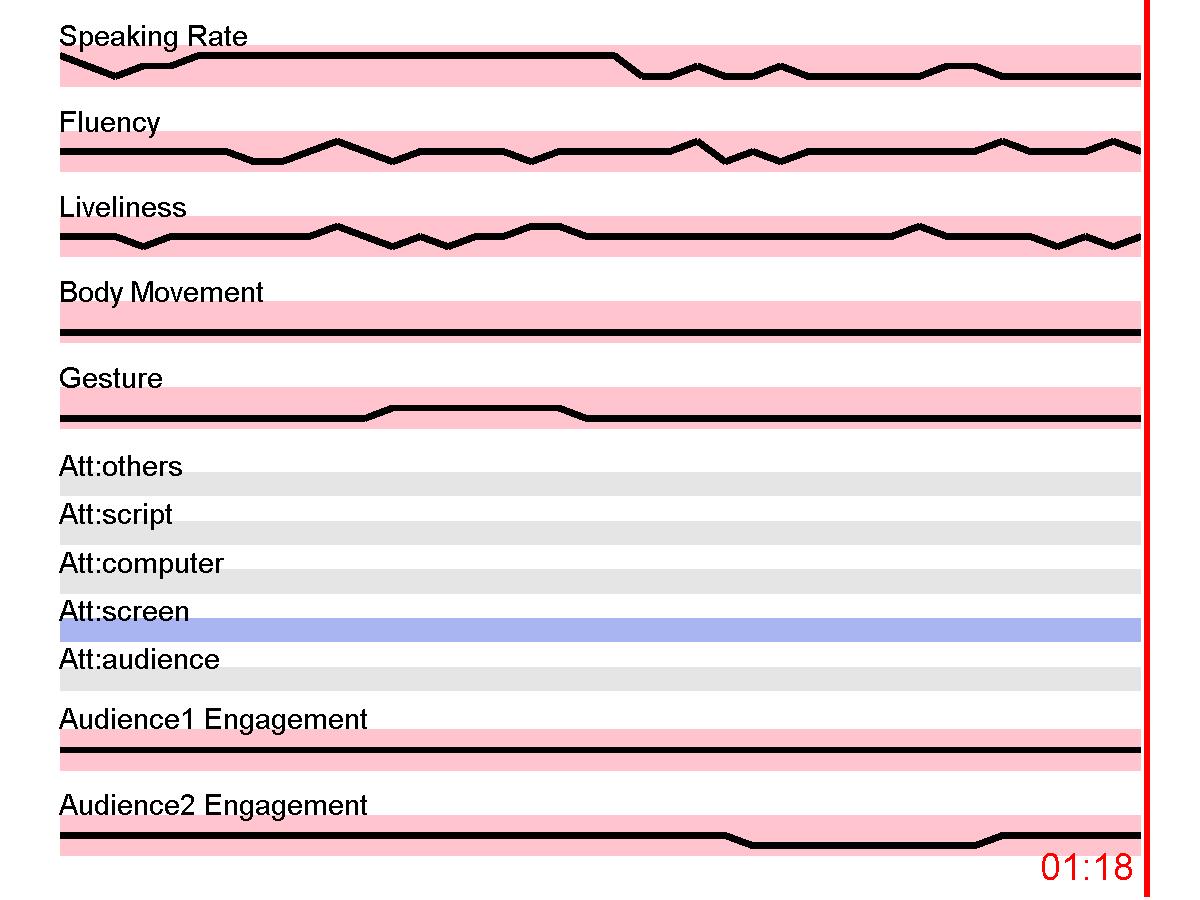 Speaking Rate
Fluency
Liveliness
Body Movement
Gesture
Att:others
Att:script
Att:computer
Att:screen
Att:audience
Audience1 Engagement
Audience2 Engagement
01:18